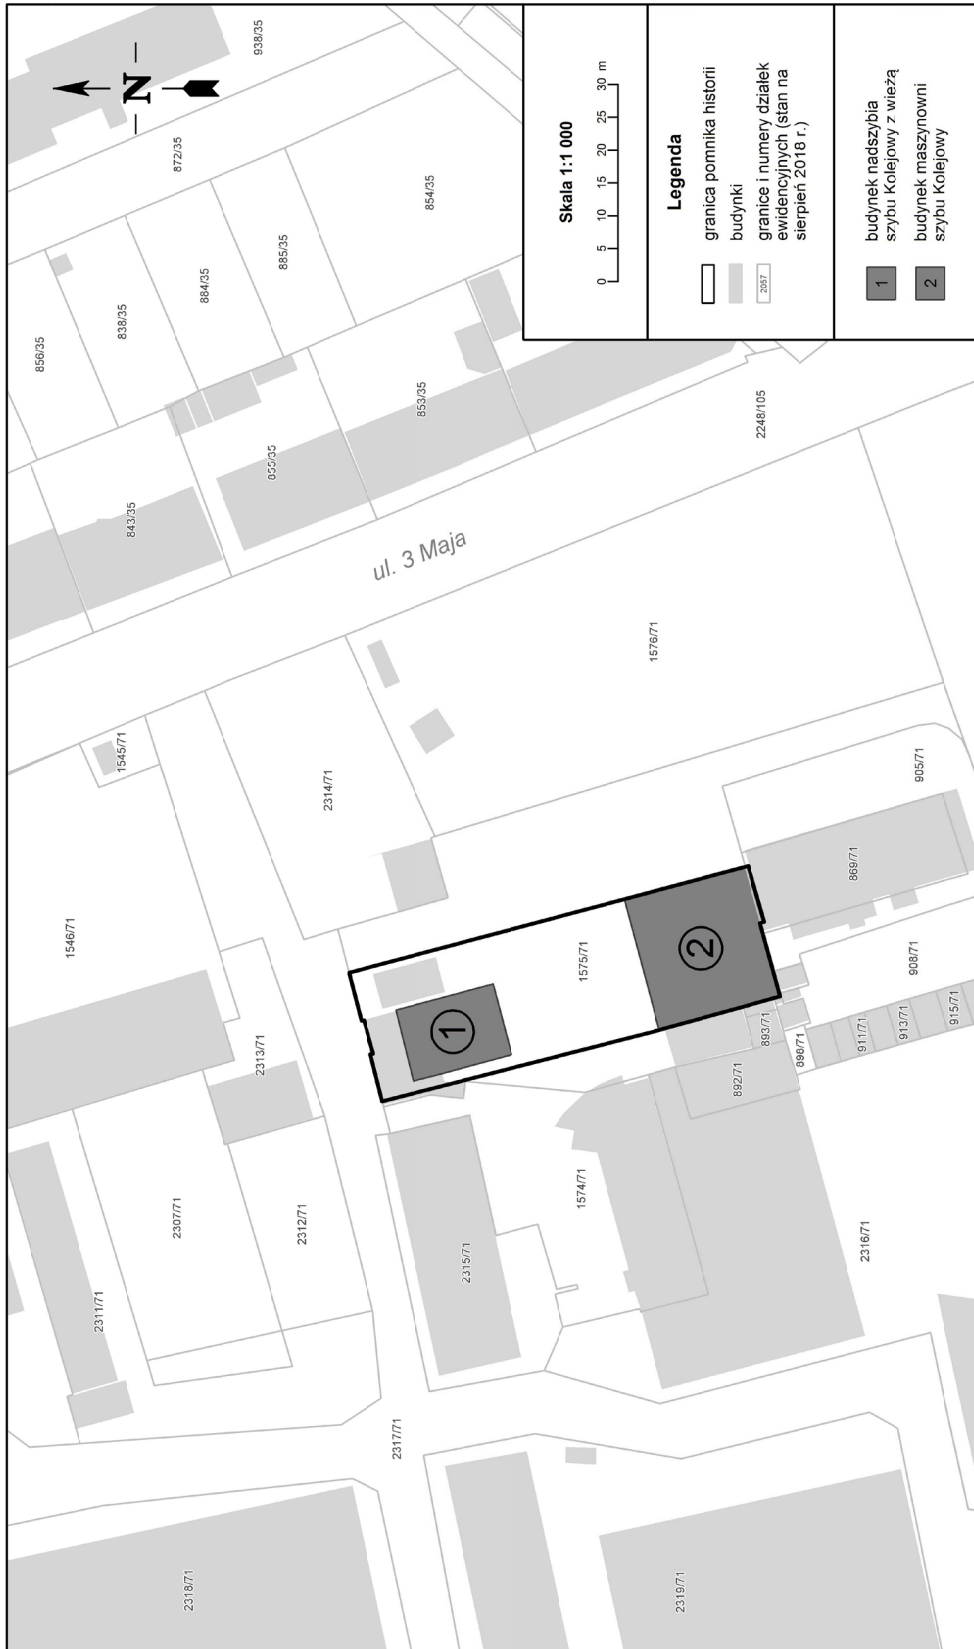 2318/71
2311/71
2307/71
2312/71
2313/71
1546/71
1545/71
843/35
856/35
838/35
884/35
872/35
885/35
938/35
N
2317/71
2315/71
2314/71
ul. 3 Maja
855/35
853/35
854/35
1
1574/71
1575/71
1576/71
2
2319/71
2316/71
892/71
893/71
911/71
913/71
915/71
908/71
869/71
905/71
2248/105
Skala 1:1 000
0 5 10 15 20 25 30 m
Legenda
granica pomnika historii
budynki
2057
granice i numery działek
ewidencyjnych (stan na
sierpień 2018 r.)
1
budynek nadszybia
szybu Kolejowy z wieżą
2
budynek maszynowni
szybu Kolejowy